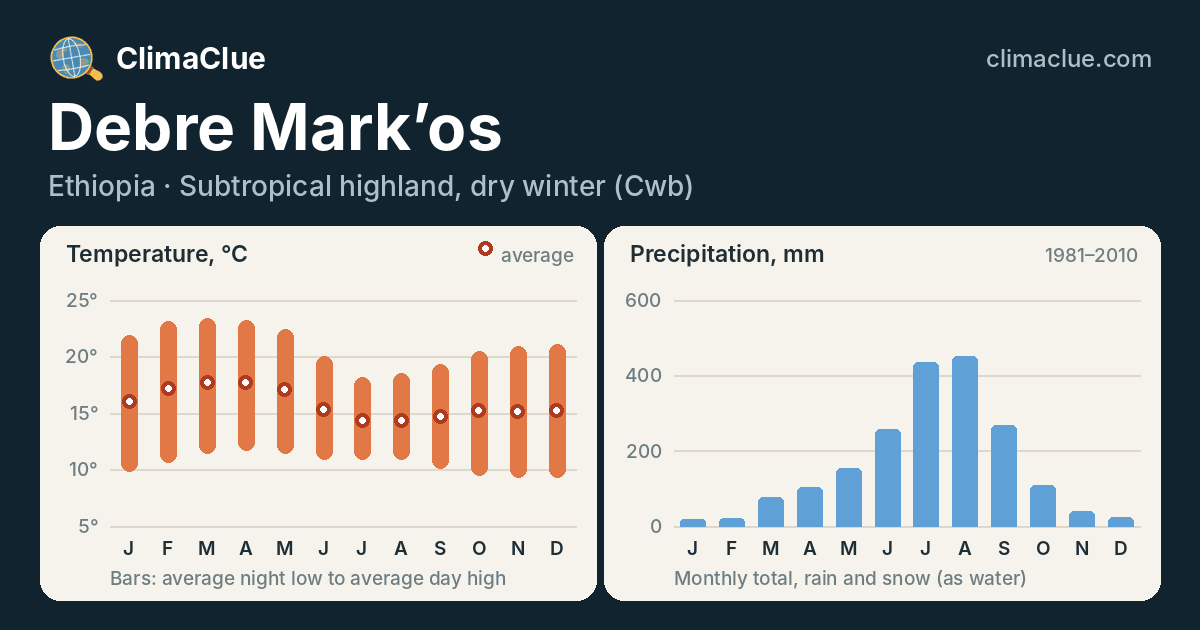 ClimaClue
climaclue.com
Debre Mark’os
Ethiopia · Subtropical highland, dry winter (Cwb)
Temperature, °C
average
25°
20°
15°
10°
5°
J F M A M J J A S O N D
Bars: average night low to average day high
Precipitation, mm
1981–2010
600
400
200
0
J F M A M J J A S O N D
Monthly total, rain and snow (as water)